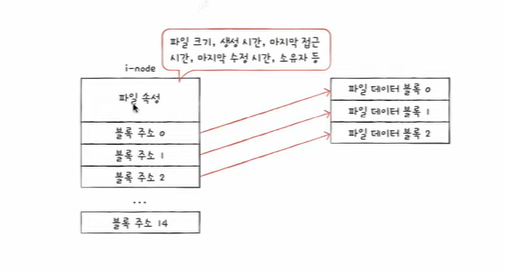 파일 크기, 생성 시간, 마지막 접근
시간, 마지막 수정 시간, 소유자 등
i-node
파일 속성
블록 주소 0
블록 주소 1
블록 주소 2
...
블록 주소 14
파일 데이터 블록 0
파일 데이터 블록 1
파일 데이터 블록 2